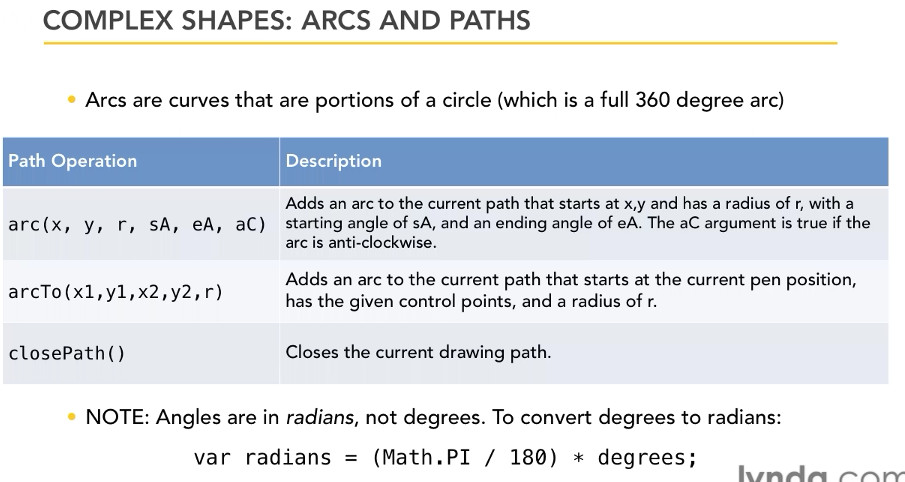 COMPLEX SHAPES: ARCS AND PATHS
• Arcs are curves that are portions of a circle (which is a full 360 degree arc)
Path Operation
Description
arc(x, y, r, sA, eA, aC)
Adds an arc to the current path that starts at x,y and has a radius of r, with a
starting angle of sA, and an ending angle of eA. The aC argument is true if the
arc is anti-clockwise.
arcTo(x1,y1,x2,y2,r)
Adds an arc to the current path that starts at the current pen position,
has the given control points, and a radius of r.
closePath()
Closes the current drawing path.
• NOTE: Angles are in radians, not degrees. To convert degrees to radians:
var radians = (Math.PI / 180) * degrees;
lynda.com